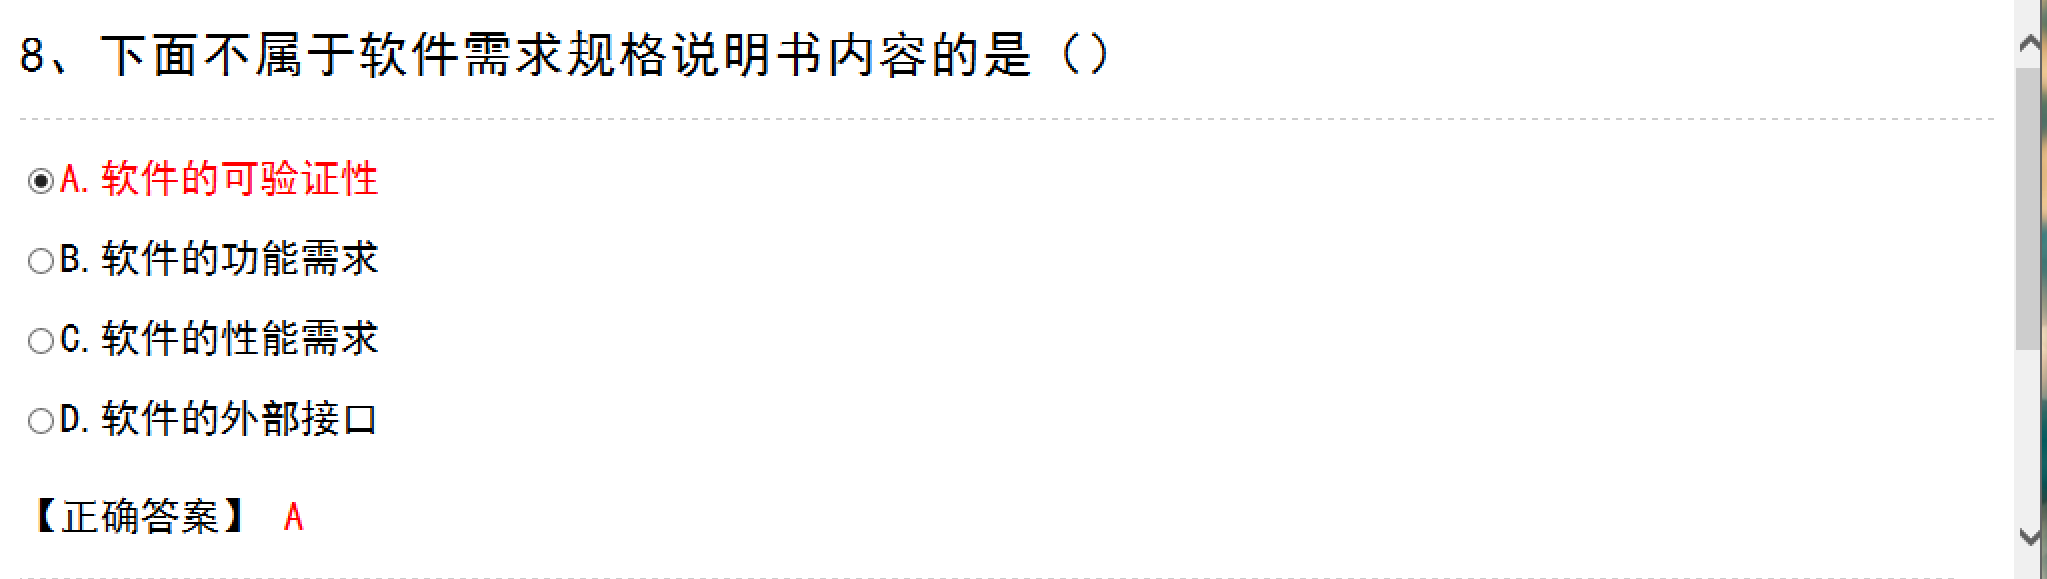 8、下面不属于软件需求规格说明书内容的是（）
A. 软件的可验证性
B. 软件的功能需求
C. 软件的性能需求
D. 软件的外部接口
【正确答案】 A